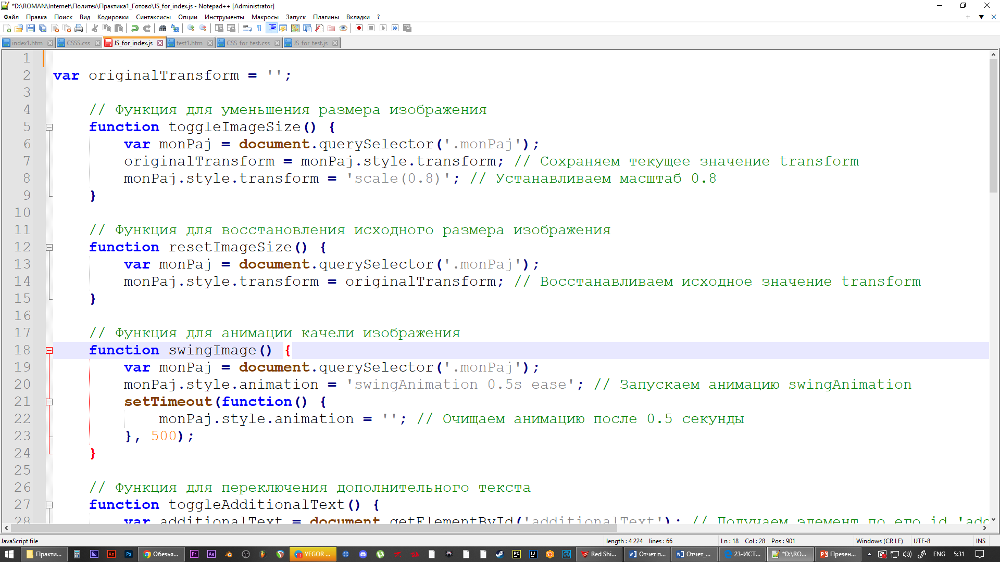 *D:\ROMAN\Internet\Политех\Практика1_Готово\JS_for_index.js - Notepad++ [Administrator]
Файл Правка Поиск Вид Кодировки Синтаксисы Опции Инструменты Макросы Запуск Плагины Вкладки ?
index1.htm CSSS.css JS_for_index.js test1.htm CSS_for_test.css JS_for_test.js
1
2 var originalTransform = '';
3
4 // Функция для уменьшения размера изображения
5 function toggleImageSize() {
6 var monPaj = document.querySelector('.monPaj');
7 originalTransform = monPaj.style.transform; // Сохраняем текущее значение transform
8 monPaj.style.transform = 'scale(0.8)'; // Устанавливаем масштаб 0.8
9 }
10
11 // Функция для восстановления исходного размера изображения
12 function resetImageSize() {
13 var monPaj = document.querySelector('.monPaj');
14 monPaj.style.transform = originalTransform; // Восстанавливаем исходное значение transform
15 }
16
17 // Функция для анимации качели изображения
18 function swingImage() {
19 var monPaj = document.querySelector('.monPaj');
20 monPaj.style.animation = 'swingAnimation 0.5s ease'; // Запускаем анимацию swingAnimation
21 setTimeout(function() {
22 monPaj.style.animation = ''; // Очищаем анимацию после 0.5 секунды
23 }, 500);
24 }
25
26 // Функция для переключения дополнительного текста
27 function toggleAdditionalText() {
28 var additionalText = document.getElementById('additionalText'); // Получаем элемент по его id 'add
JavaScript file length : 4 224 lines : 66 Ln : 18 Col : 28 Pos : 901 Windows (CR LF) UTF-8 INS
Практи... Обезья... YEGOR ... Red Shi... Отчет п... Отчет_... 23-ИСТ... *D:\RO... Презен... ENG 5:31